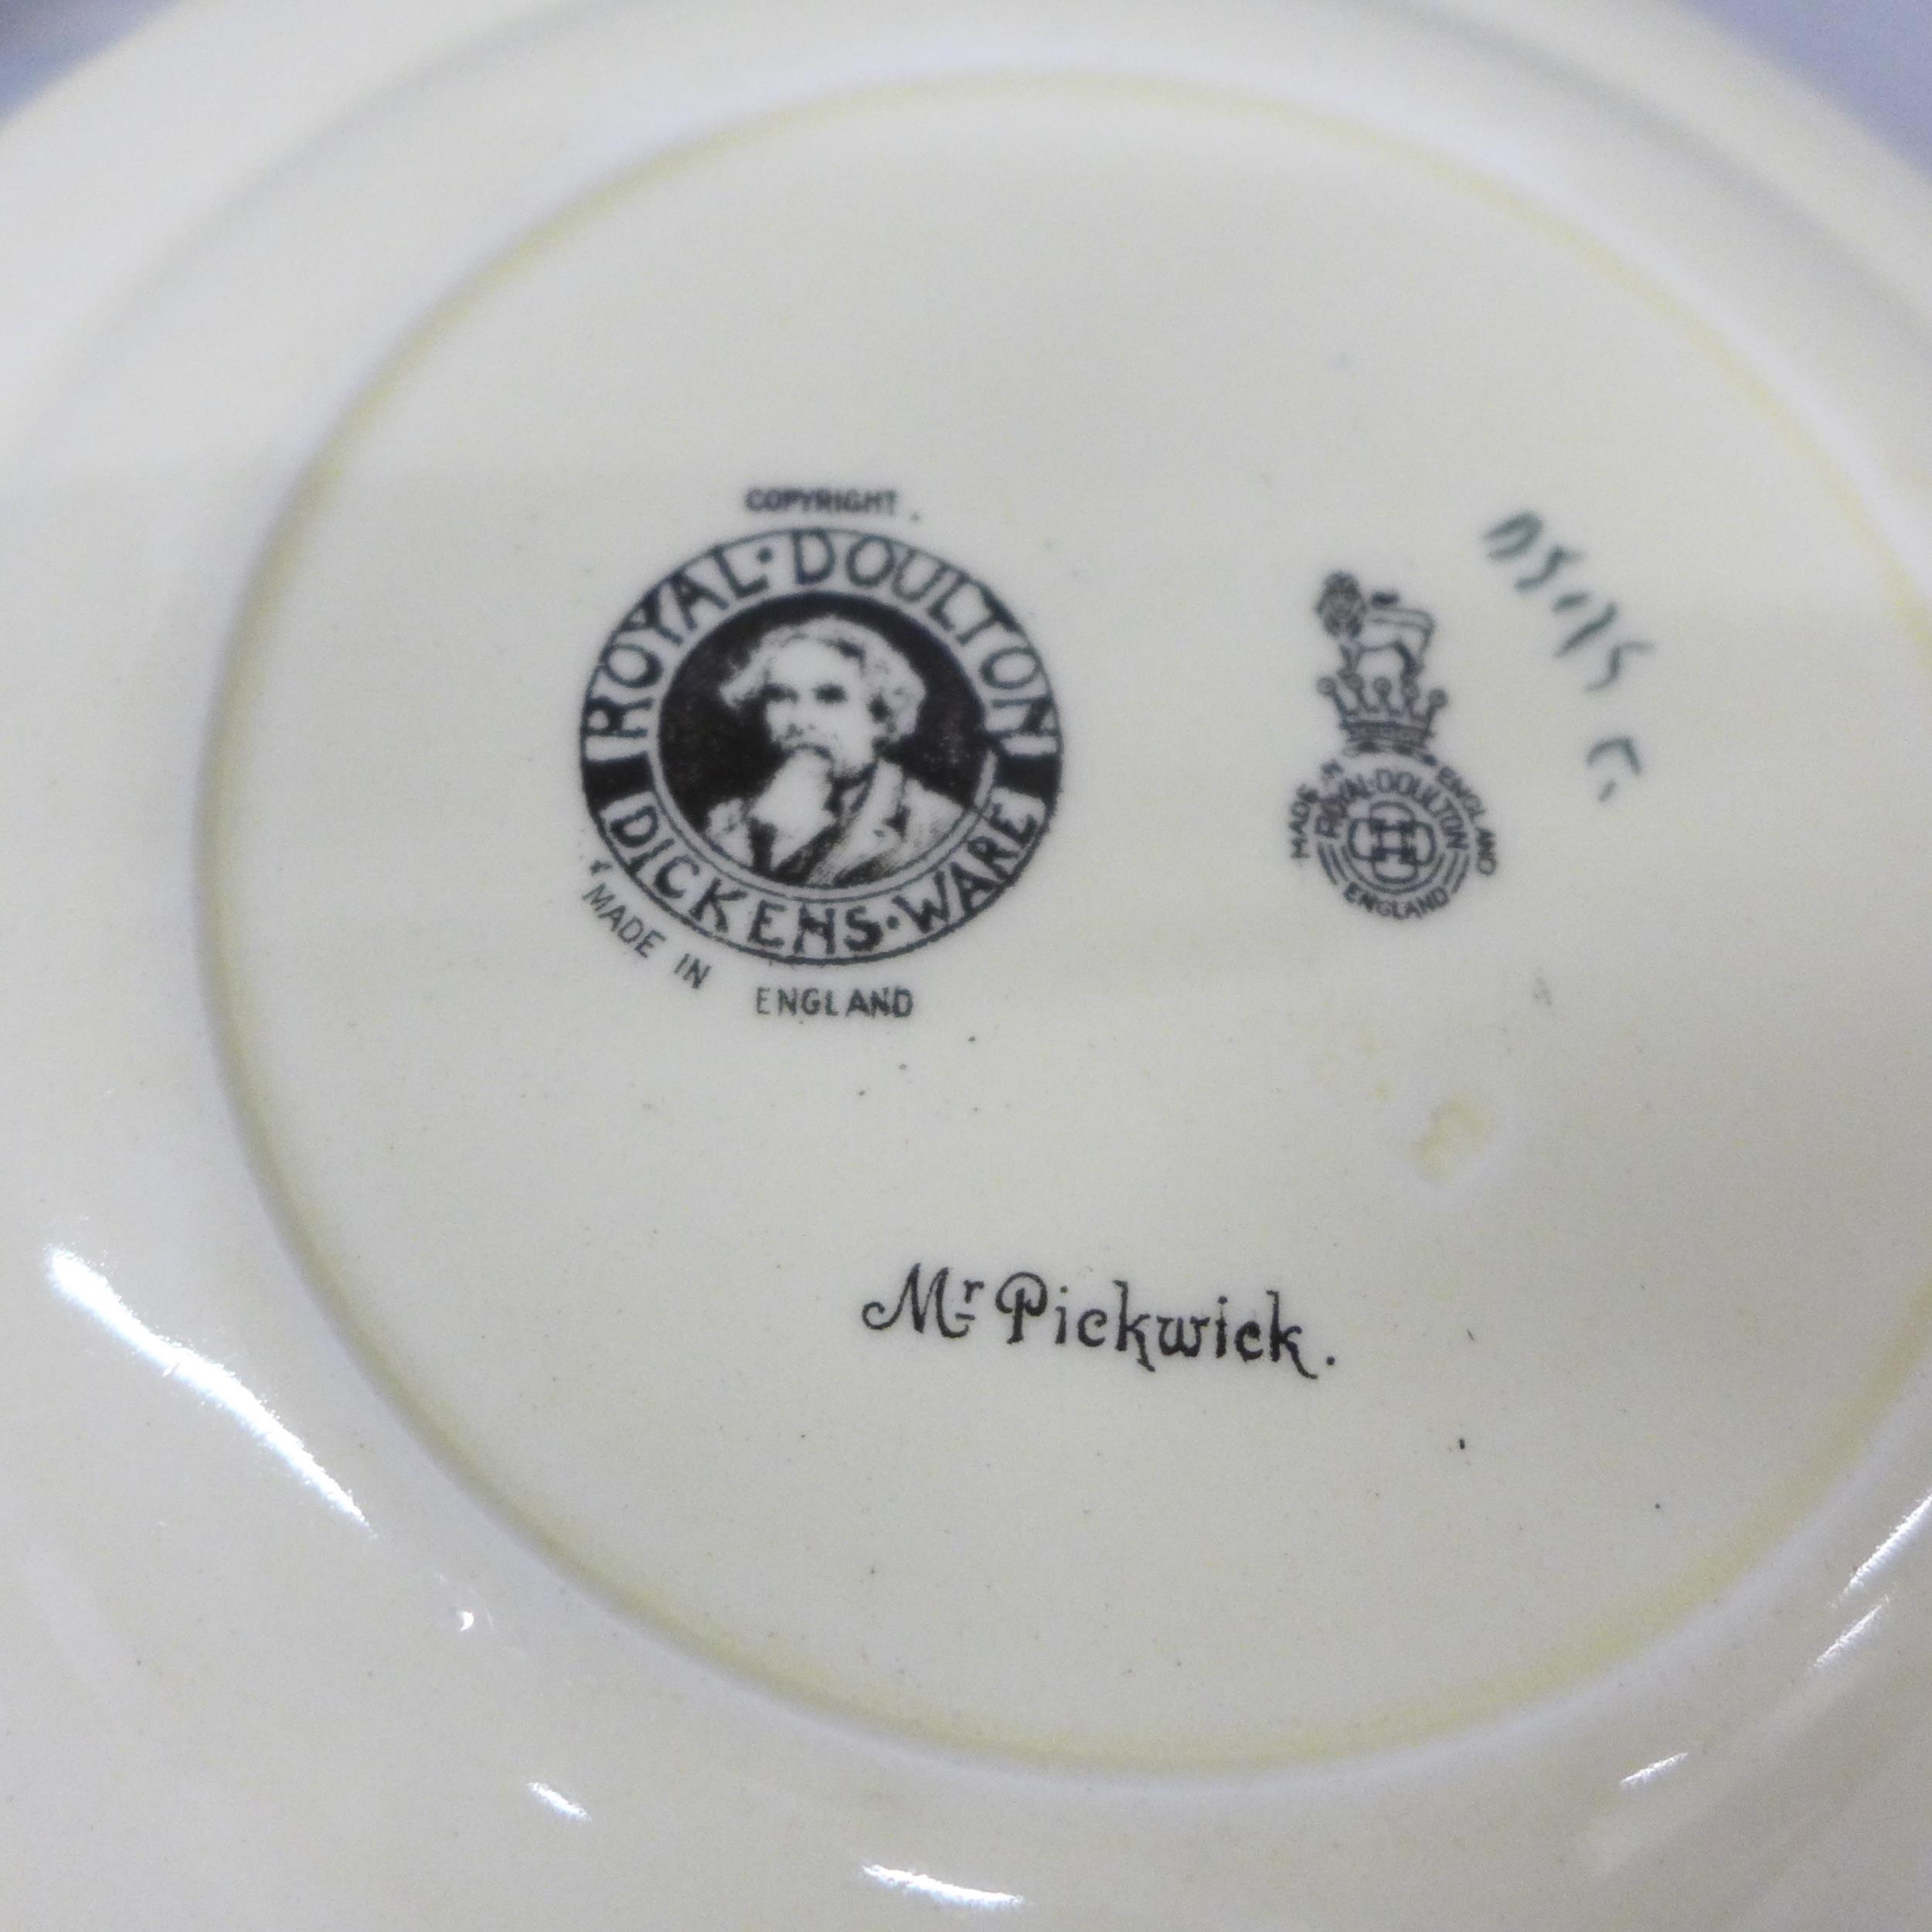 COPYRIGHT.
ROYAL·DOULTON
DICKENS·WARE
MADE IN ENGLAND
MADE IN ENGLAND
ROYAL·DOULTON
ENGLAND
Mr Pickwick.